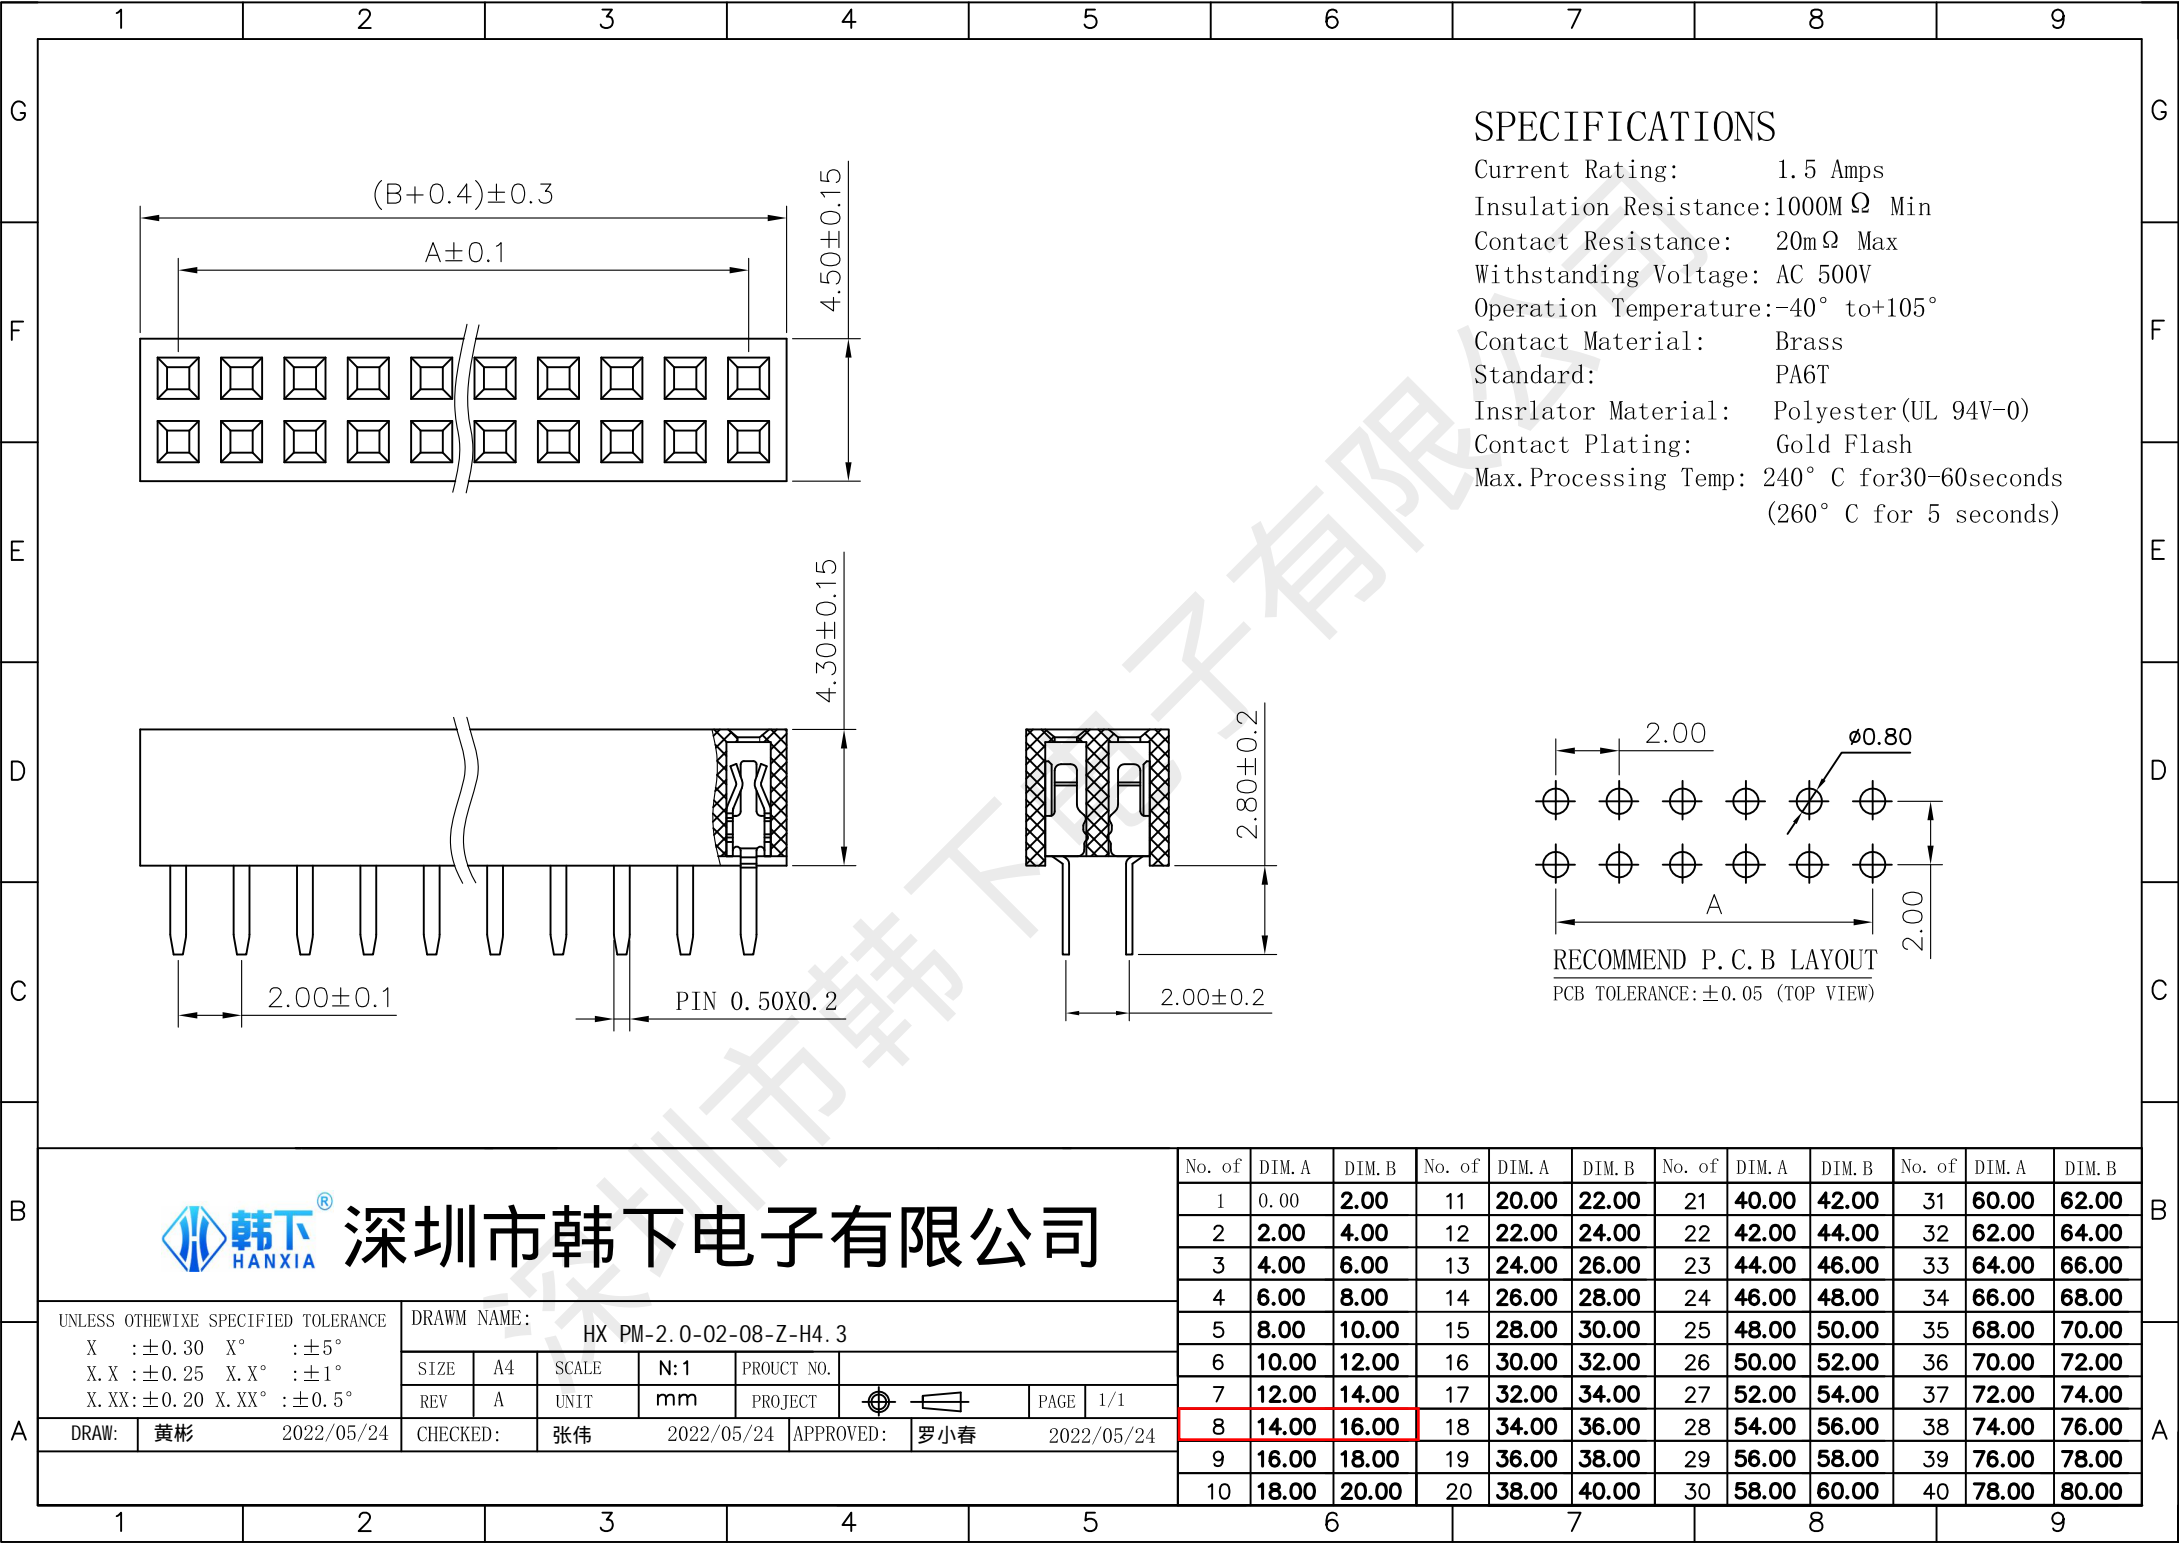 1 2 3 4 5 6 7 8 9
G
F
E
D
C
B
A
G
F
E
D
C
B
A
(B+0.4)±0.3
A±0.1
4.50±0.15
SPECIFICATIONS
Current Rating: 1.5 Amps
Insulation Resistance:1000MΩ Min
Contact Resistance: 20mΩ Max
Withstanding Voltage: AC 500V
Operation Temperature:-40° to+105°
Contact Material: Brass
Standard: PA6T
Insrlator Material: Polyester(UL 94V-0)
Contact Plating: Gold Flash
Max.Processing Temp: 240°C for30-60seconds
(260°C for 5 seconds)
4.30±0.15
2.00±0.1
PIN 0.50X0.2
2.80±0.2
2.00±0.2
2.00
ø0.80
A
2.00
RECOMMEND P.C.B LAYOUT
PCB TOLERANCE:±0.05 (TOP VIEW)
深圳市韩下电子有限公司
韩下®
HANXIA
深圳市韩下电子有限公司
UNLESS OTHEWIXE SPECIFIED TOLERANCE
X :±0.30 X° :±5°
X.X :±0.25 X.X° :±1°
X.XX:±0.20 X.XX° :±0.5°
DRAWM NAME:
HX PM-2.0-02-08-Z-H4.3
SIZE A4 SCALE N:1 PROUCT NO.
REV A UNIT mm PROJECT PAGE 1/1
DRAW: 黄彬 2022/05/24 CHECKED: 张伟 2022/05/24 APPROVED: 罗小春 2022/05/24
No. of DIM.A DIM.B No. of DIM.A DIM.B No. of DIM.A DIM.B No. of DIM.A DIM.B
1 0.00 2.00 11 20.00 22.00 21 40.00 42.00 31 60.00 62.00
2 2.00 4.00 12 22.00 24.00 22 42.00 44.00 32 62.00 64.00
3 4.00 6.00 13 24.00 26.00 23 44.00 46.00 33 64.00 66.00
4 6.00 8.00 14 26.00 28.00 24 46.00 48.00 34 66.00 68.00
5 8.00 10.00 15 28.00 30.00 25 48.00 50.00 35 68.00 70.00
6 10.00 12.00 16 30.00 32.00 26 50.00 52.00 36 70.00 72.00
7 12.00 14.00 17 32.00 34.00 27 52.00 54.00 37 72.00 74.00
8 14.00 16.00 18 34.00 36.00 28 54.00 56.00 38 74.00 76.00
9 16.00 18.00 19 36.00 38.00 29 56.00 58.00 39 76.00 78.00
10 18.00 20.00 20 38.00 40.00 30 58.00 60.00 40 78.00 80.00
1 2 3 4 5 6 7 8 9